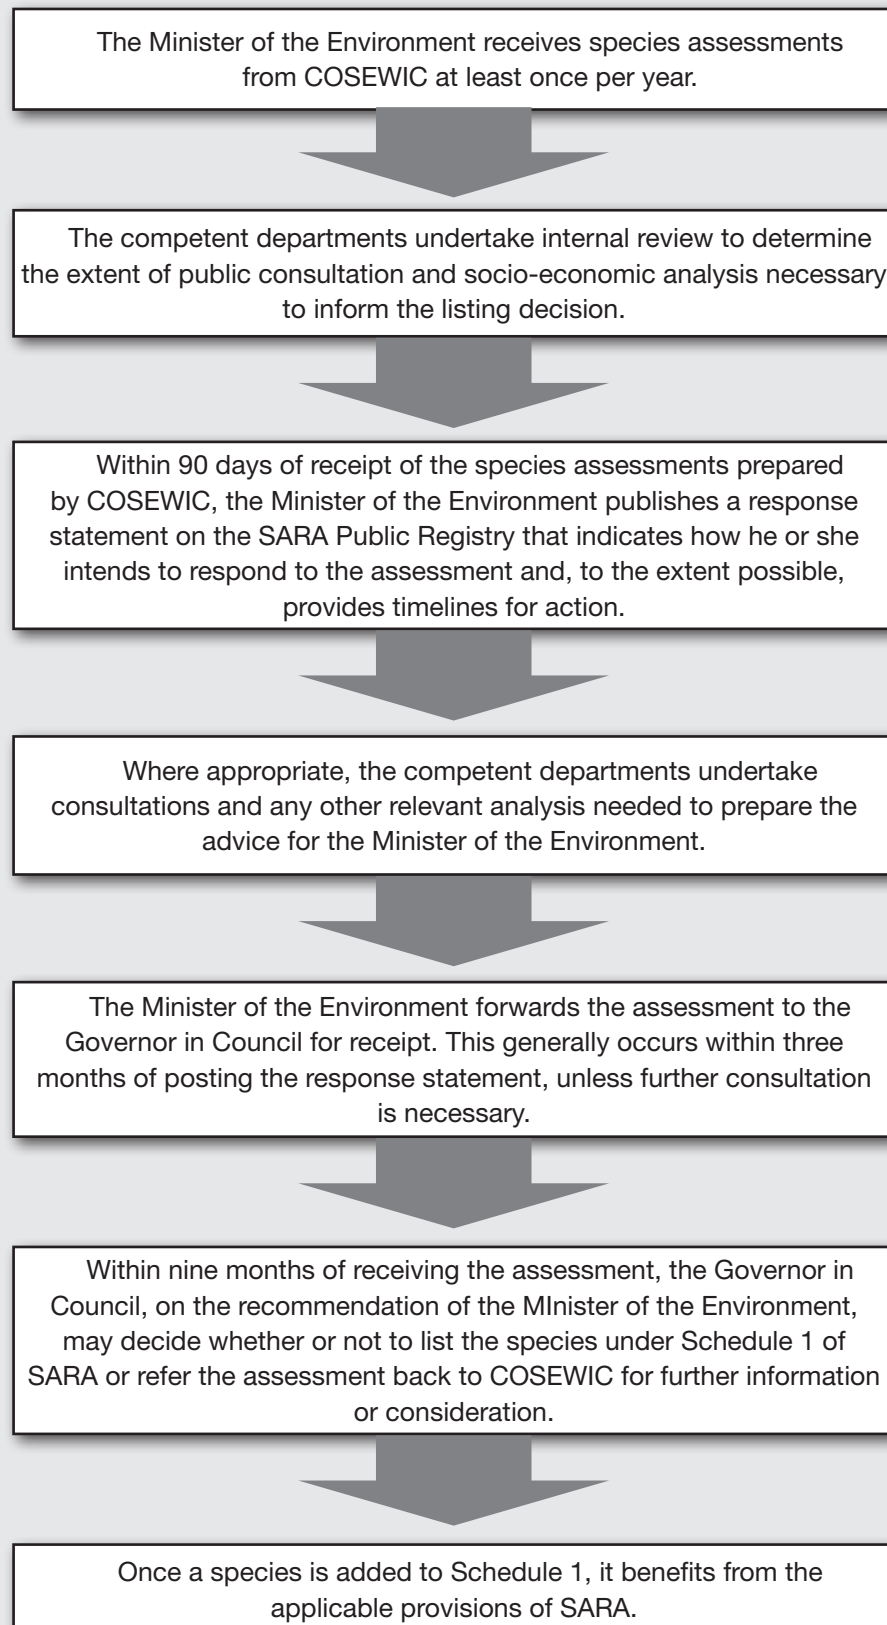 The Minister of the Environment receives species assessments
from COSEWIC at least once per year.
The competent departments undertake internal review to determine
the extent of public consultation and socio-economic analysis necessary
to inform the listing decision.
Within 90 days of receipt of the species assessments prepared
by COSEWIC, the Minister of the Environment publishes a response
statement on the SARA Public Registry that indicates how he or she
intends to respond to the assessment and, to the extent possible,
provides timelines for action.
Where appropriate, the competent departments undertake
consultations and any other relevant analysis needed to prepare the
advice for the Minister of the Environment.
The Minister of the Environment forwards the assessment to the
Governor in Council for receipt. This generally occurs within three
months of posting the response statement, unless further consultation
is necessary.
Within nine months of receiving the assessment, the Governor in
Council, on the recommendation of the MInister of the Environment,
may decide whether or not to list the species under Schedule 1 of
SARA or refer the assessment back to COSEWIC for further information
or consideration.
Once a species is added to Schedule 1, it benefits from the
applicable provisions of SARA.